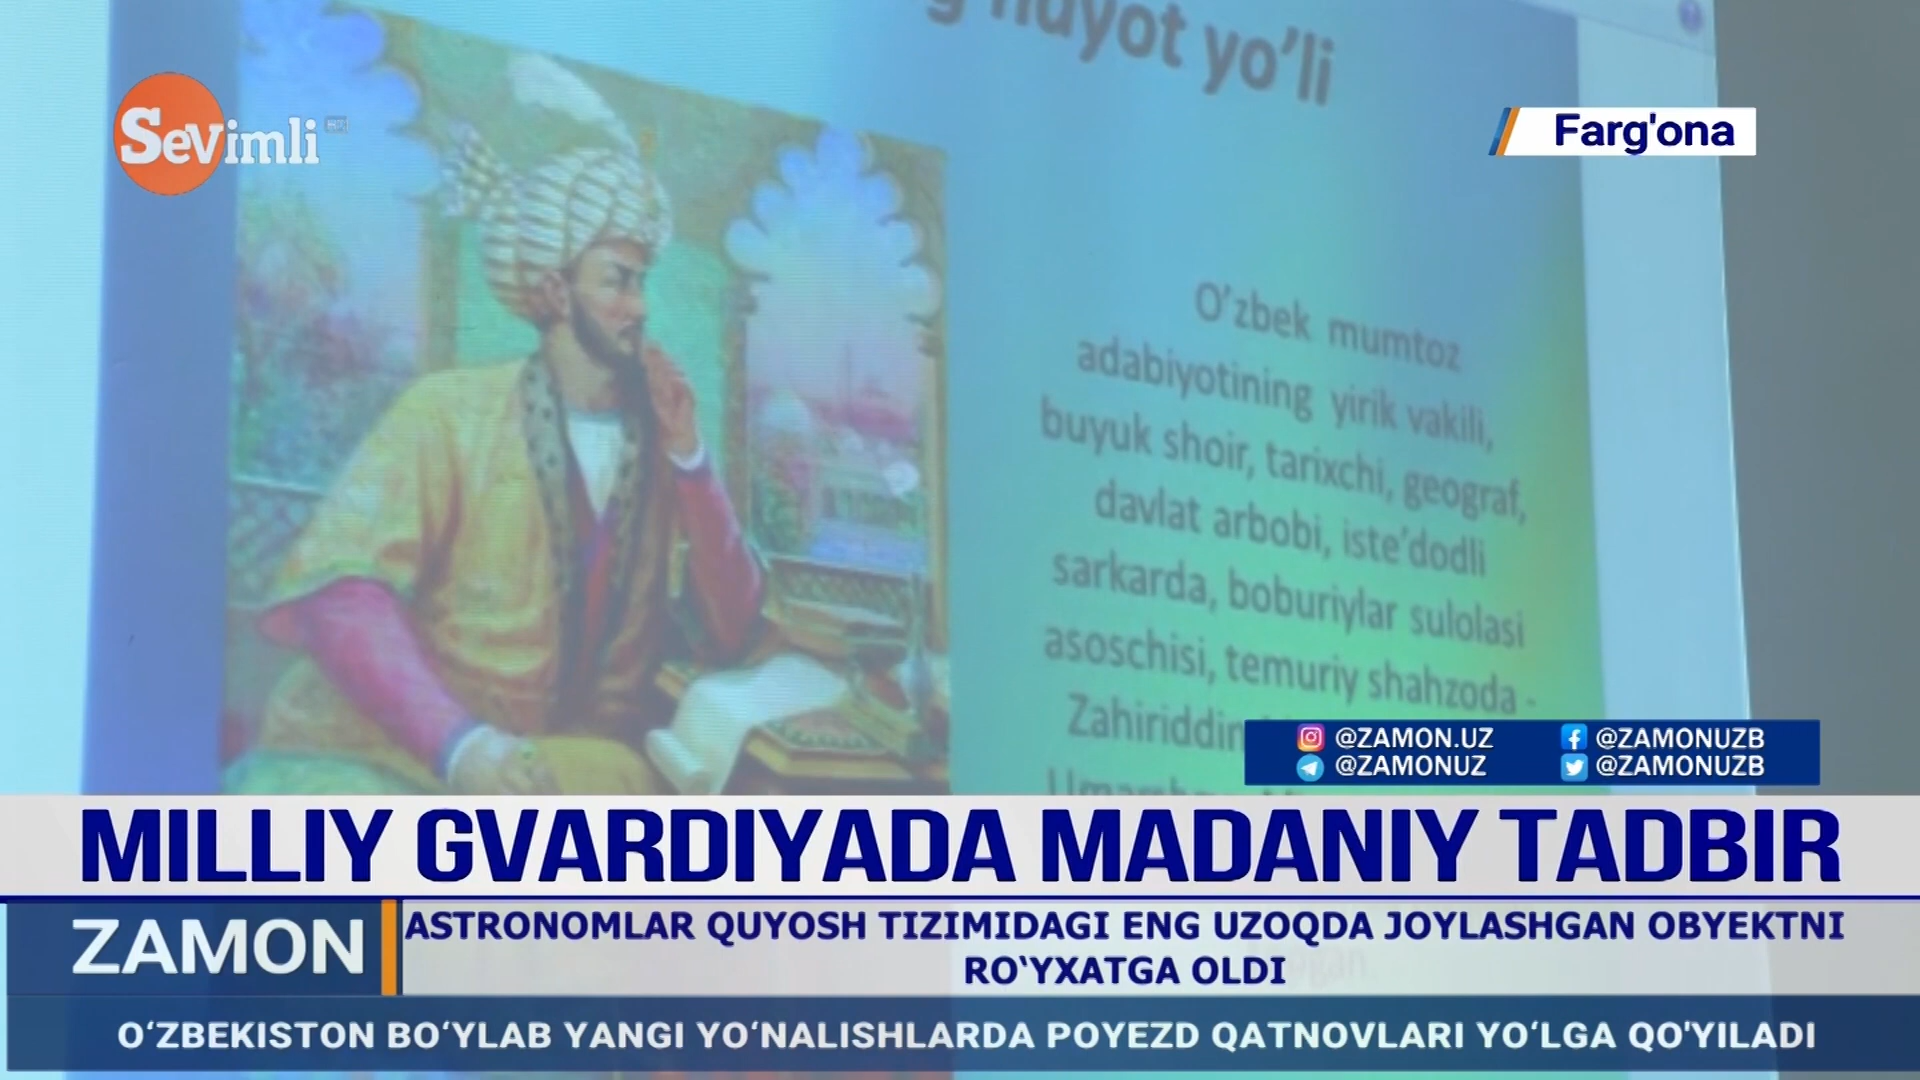 hayot yo'li
Sevimli
Farg'ona
O'zbek mumtoz
adabiyotining yirik vakili,
buyuk shoir, tarixchi, geograf,
davlat arbobi, iste'dodli
sarkarda, boburiylar sulolasi
asoschisi, temuriy shahzoda -
Zahiriddin
@ZAMON.UZ @ZAMONUZB
@ZAMONUZ @ZAMONUZB
MILLIY GVARDIYADA MADANIY TADBIR
ZAMON
ASTRONOMLAR QUYOSH TIZIMIDAGI ENG UZOQDA JOYLASHGAN OBYEKTNI
RO‘YXATGA OLDI
O‘ZBEKISTON BO‘YLAB YANGI YO‘NALISHLARDA POYEZD QATNOVLARI YO‘LGA QO'YILADI